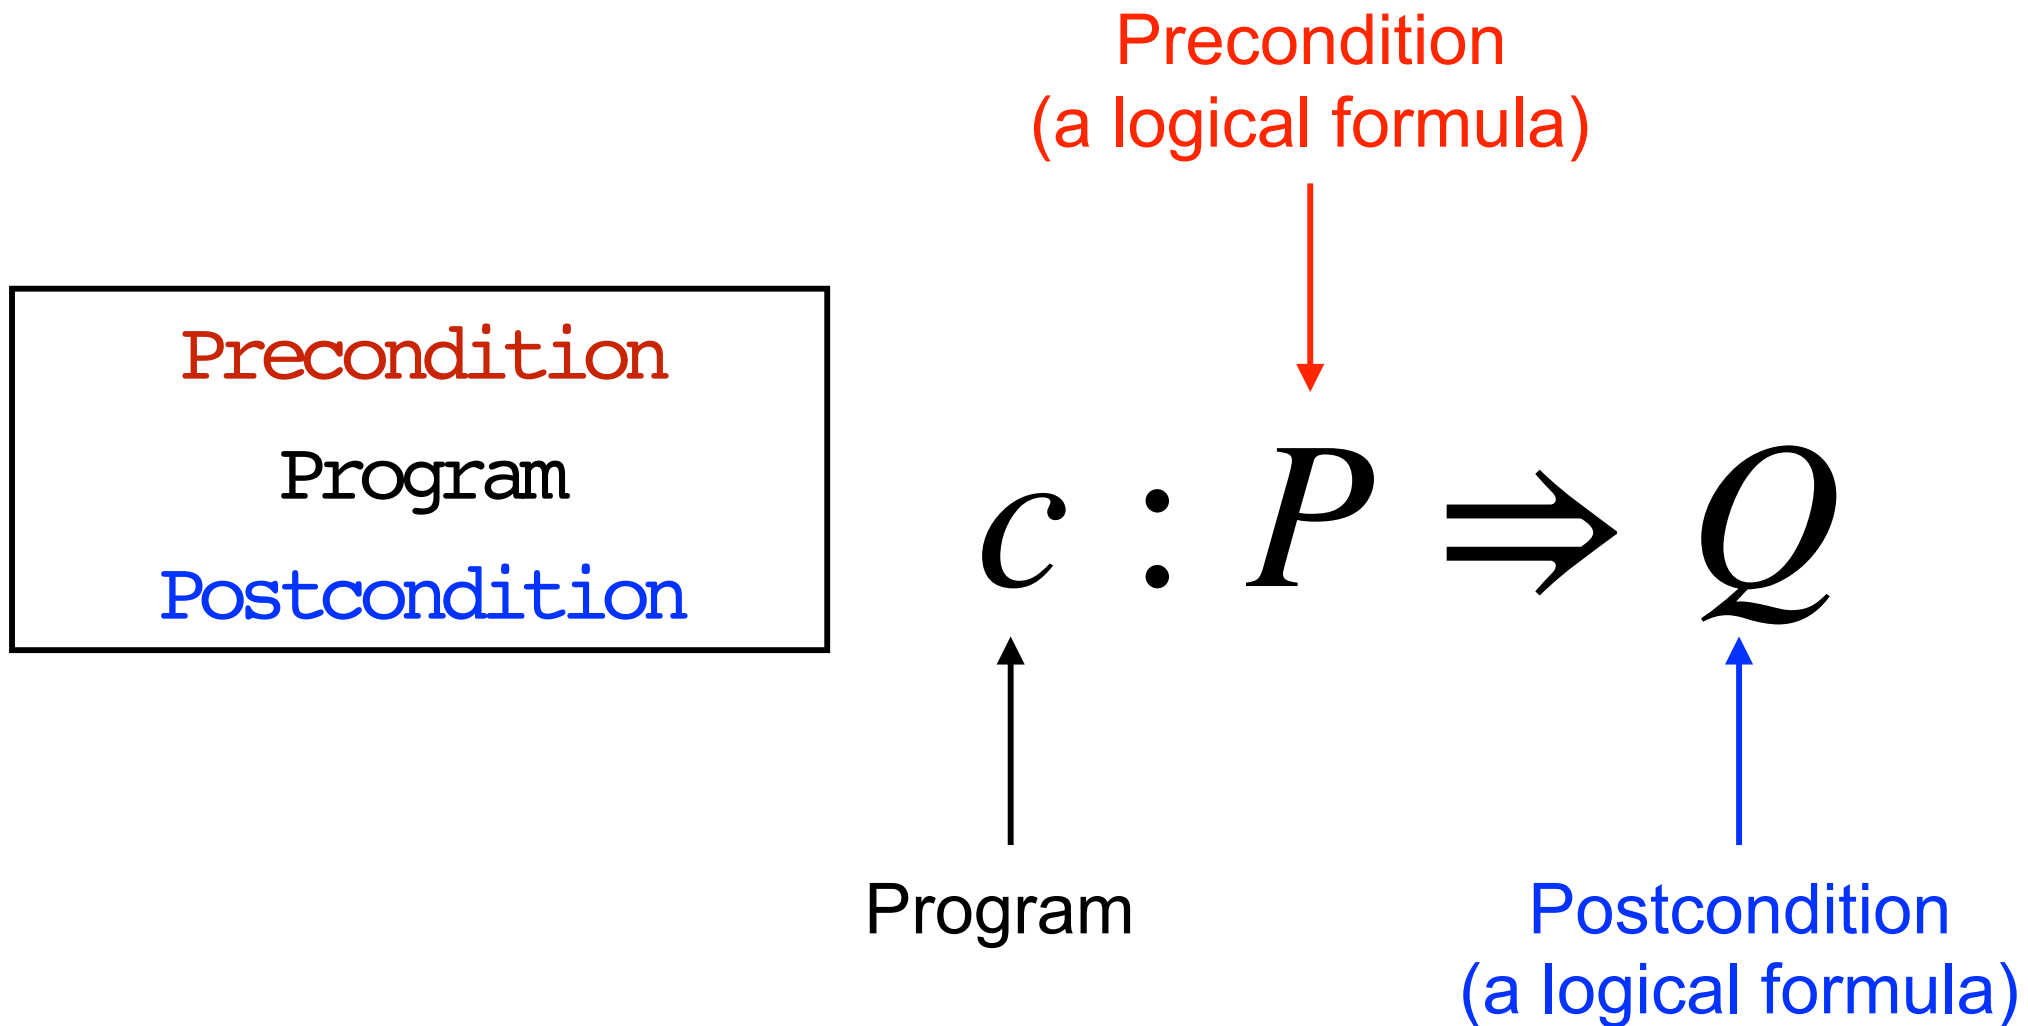 Precondition
(a logical formula)
Precondition
Program
Postcondition
c : P ⇒ Q
Program
Postcondition
(a logical formula)